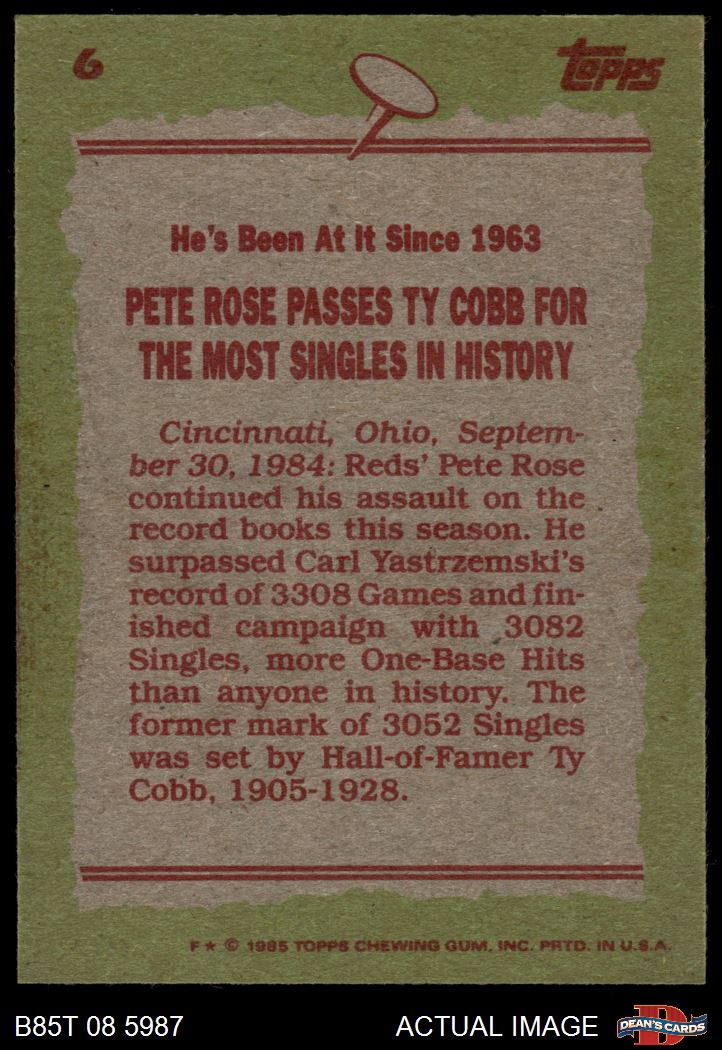 6
topps
He's Been At It Since 1963
PETE ROSE PASSES TY COBB FOR
THE MOST SINGLES IN HISTORY
Cincinnati, Ohio, Septem-
ber 30, 1984: Reds' Pete Rose
continued his assault on the
record books this season. He
surpassed Carl Yastrzemski's
record of 3308 Games and fin-
ished campaign with 3082
Singles, more One-Base Hits
than anyone in history. The
former mark of 3052 Singles
was set by Hall-of-Famer Ty
Cobb, 1905-1928.
F★ © 1985 TOPPS CHEWING GUM, INC. PRTD. IN U.S.A.
B85T 08 5987
ACTUAL IMAGE
D
DEAN'S CARDS